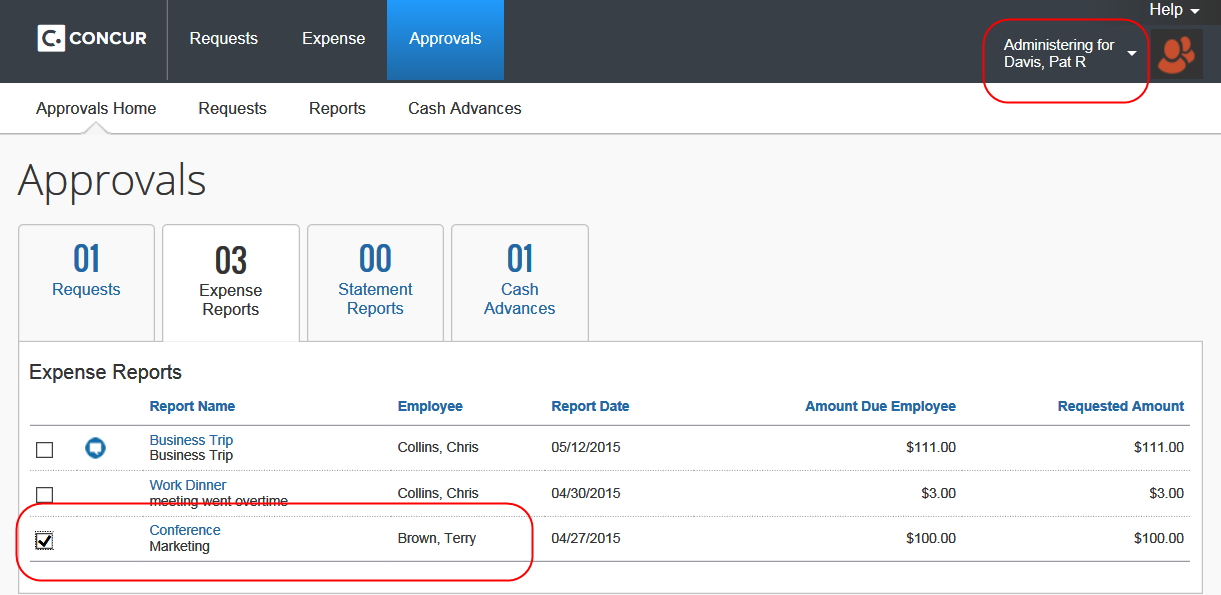 Help
C. CONCUR Requests Expense Approvals
Administering for
Davis, Pat R
Approvals Home Requests Reports Cash Advances
Approvals
01
Requests
03
Expense
Reports
00
Statement
Reports
01
Cash
Advances
Expense Reports
Report Name Employee Report Date Amount Due Employee Requested Amount
Business Trip
Business Trip
Collins, Chris 05/12/2015 $111.00 $111.00
Work Dinner
meeting went overtime
Collins, Chris 04/30/2015 $3.00 $3.00
Conference
Marketing
Brown, Terry 04/27/2015 $100.00 $100.00